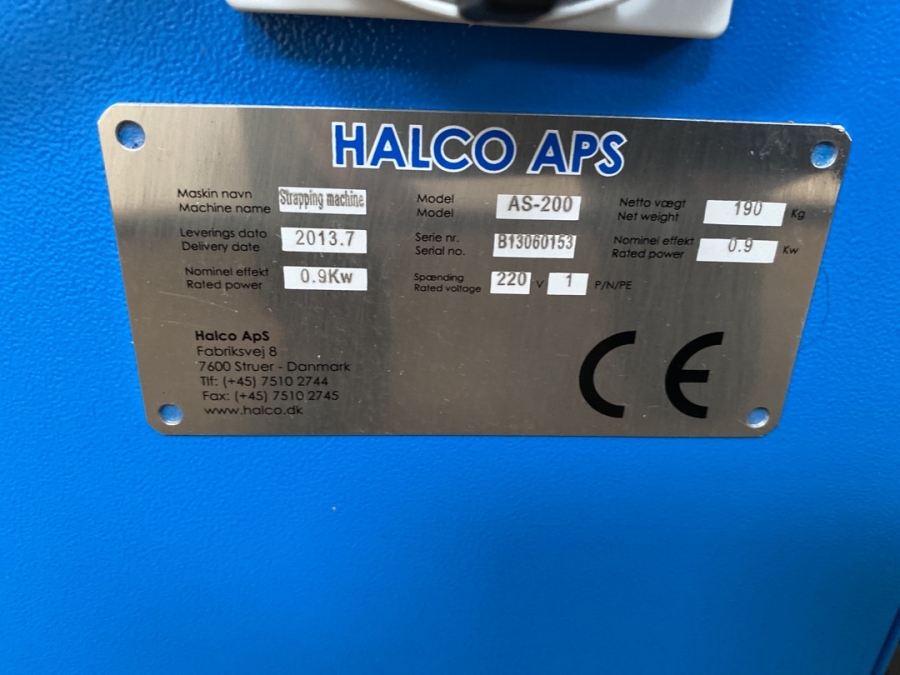 HALCO APS
Maskin navn
Machine name
Strapping machine
Model
Model
AS-200
Netto vægt
Net weight
190 Kg
Leverings dato
Delivery date
2013.7
Serie nr.
Serial no.
B13060153
Nominel effekt
Rated power
0.9 Kw
Nominel effekt
Rated power
0.9Kw
Spænding
Rated voltage
220 V 1 P/N/PE
Halco ApS
Fabriksvej 8
7600 Struer - Danmark
Tlf: (+45) 7510 2744
Fax: (+45) 7510 2745
www.halco.dk
CE